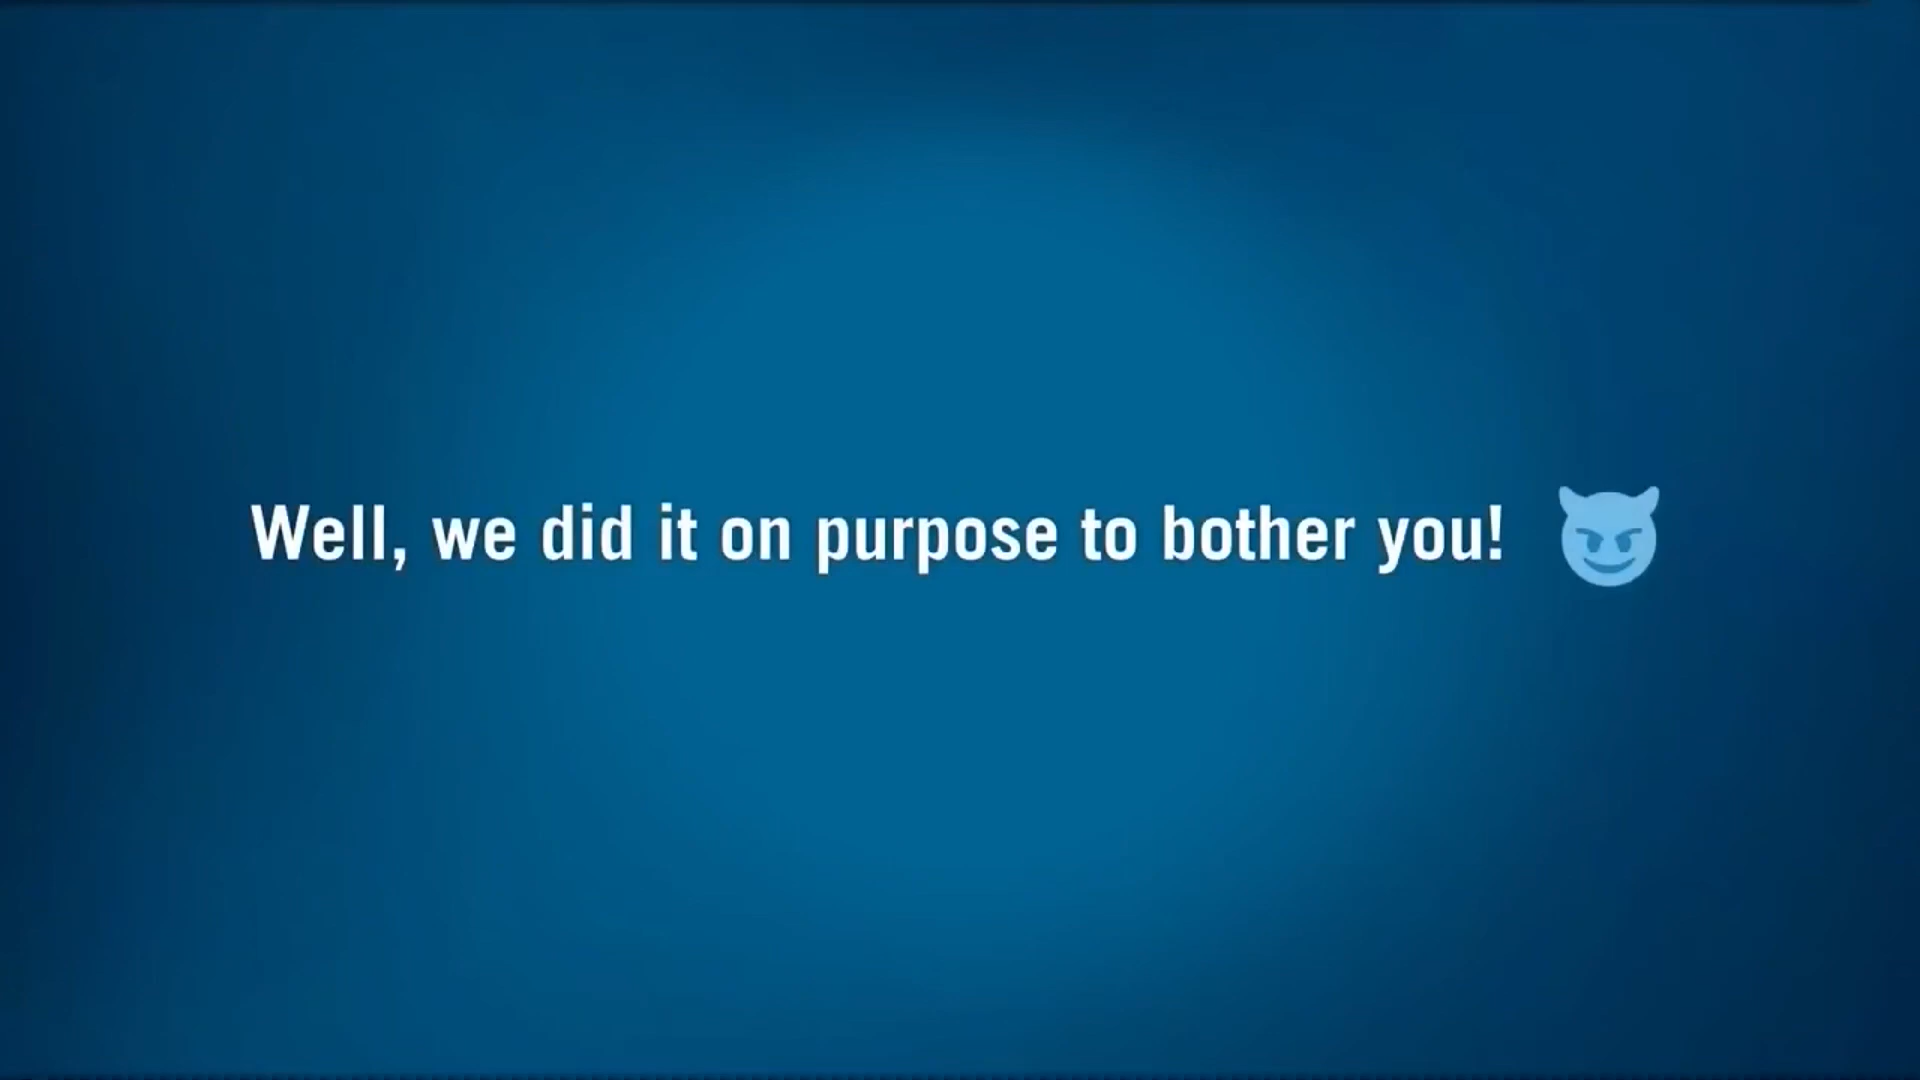 Well, we did it on purpose to bother you! 😈